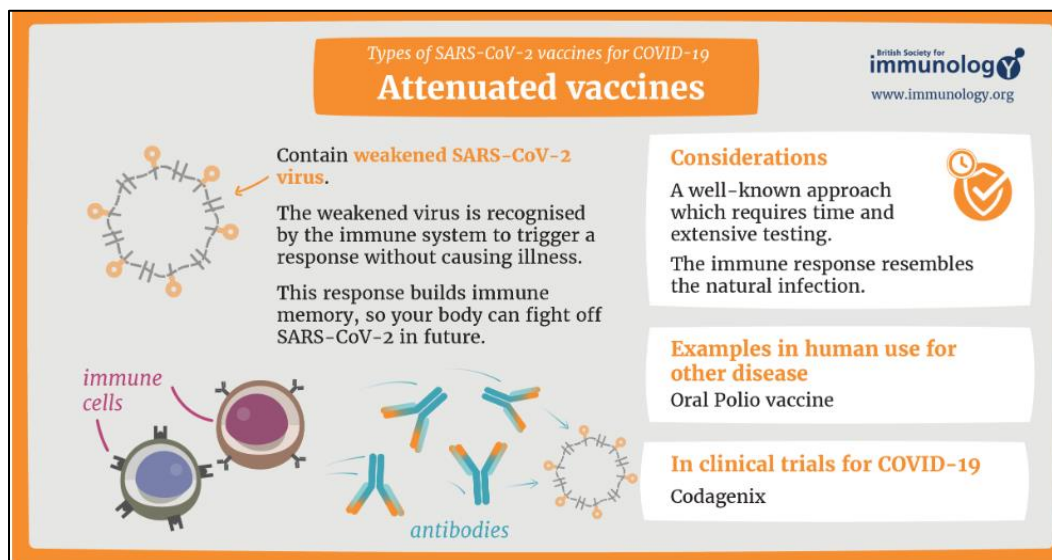 Types of SARS-CoV-2 vaccines for COVID-19
Attenuated vaccines
British Society for
immunology
www.immunology.org
Contain weakened SARS-CoV-2
virus.
The weakened virus is recognised
by the immune system to trigger a
response without causing illness.
This response builds immune
memory, so your body can fight off
SARS-CoV-2 in future.
immune
cells
antibodies
Considerations
A well-known approach
which requires time and
extensive testing.
The immune response resembles
the natural infection.
Examples in human use for
other disease
Oral Polio vaccine
In clinical trials for COVID-19
Codagenix